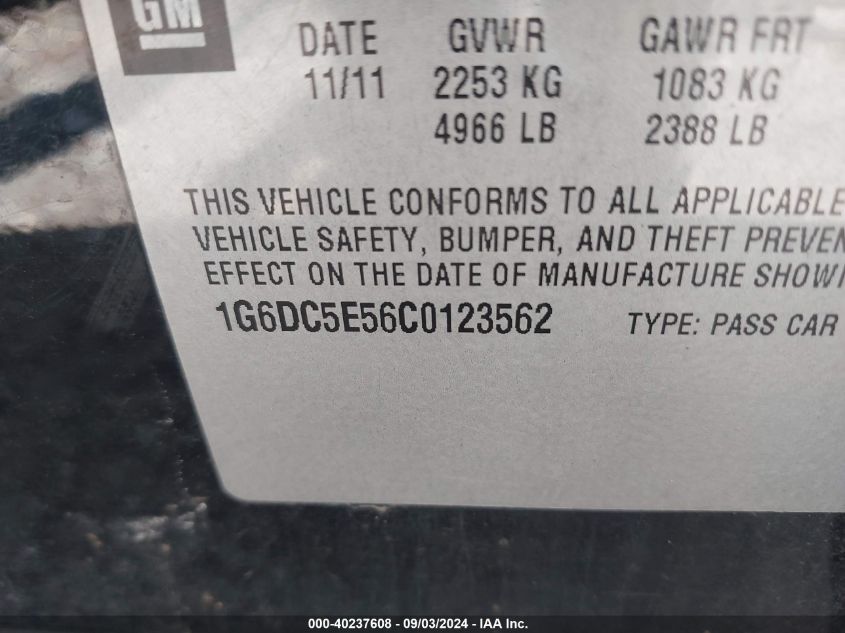 GM
DATE GVWR GAWR FRT
11/11 2253 KG 1083 KG
4966 LB 2388 LB
THIS VEHICLE CONFORMS TO ALL APPLICABLE
VEHICLE SAFETY, BUMPER, AND THEFT PREVEN
EFFECT ON THE DATE OF MANUFACTURE SHOWI
1G6DC5E56C0123562 TYPE: PASS CAR
000-40237608 - 09/03/2024 - IAA Inc.